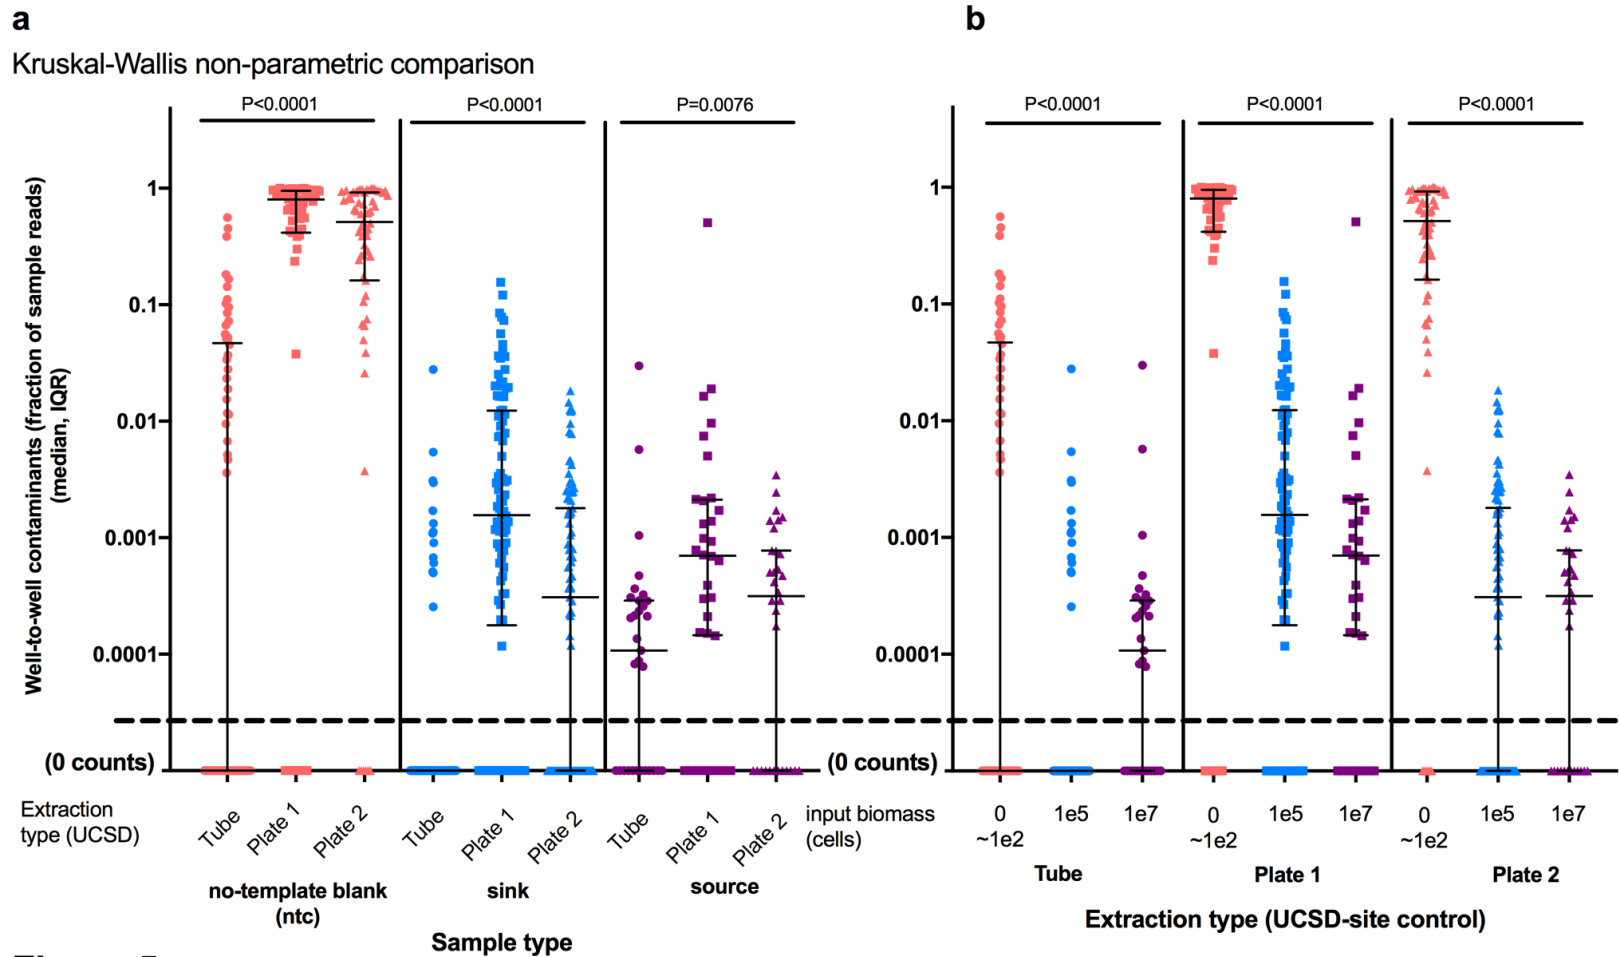 a
b
Kruskal-Wallis non-parametric comparison
P<0.0001
P<0.0001
P=0.0076
P<0.0001
P<0.0001
P<0.0001
Well-to-well contaminants (fraction of sample reads)
(median, IQR)
1
0.1
0.01
0.001
0.0001
(0 counts)
1
0.1
0.01
0.001
0.0001
(0 counts)
Extraction
type (UCSD)
Tube
Plate 1
Plate 2
Tube
Plate 1
Plate 2
Tube
Plate 1
Plate 2
no-template blank
(ntc)
sink
source
Sample type
input biomass
(cells)
0
~1e2
1e5
1e7
0
~1e2
1e5
1e7
0
~1e2
1e5
1e7
Tube
Plate 1
Plate 2
Extraction type (UCSD-site control)